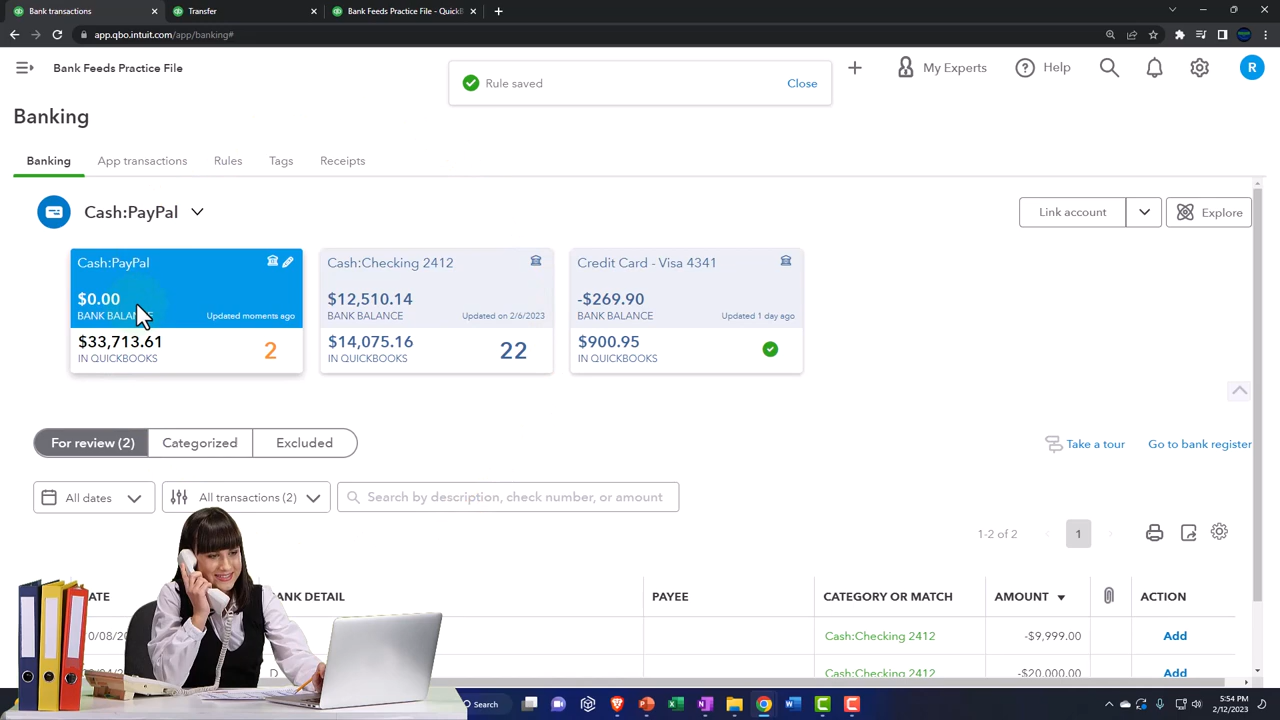 Bank transactions
Transfer
Bank Feeds Practice File - QuickB
app.qbo.intuit.com/app/banking#
Bank Feeds Practice File
Rule saved
Close
My Experts
Help
R
Banking
Banking
App transactions
Rules
Tags
Receipts
Cash:PayPal
Link account
Explore
Cash:PayPal
$0.00
BANK BALANCE
Updated moments ago
$33,713.61
IN QUICKBOOKS
2
Cash:Checking 2412
$12,510.14
BANK BALANCE
Updated on 2/6/2023
$14,075.16
IN QUICKBOOKS
22
Credit Card - Visa 4341
-$269.90
BANK BALANCE
Updated 1 day ago
$900.95
IN QUICKBOOKS
For review (2)
Categorized
Excluded
Take a tour
Go to bank register
All dates
All transactions (2)
Search by description, check number, or amount
1-2 of 2
1
ATE
ANK DETAIL
PAYEE
CATEGORY OR MATCH
AMOUNT
ACTION
0/08/20
Cash:Checking 2412
-$9,999.00
Add
D
Cash:Checking 2412
-$20,000.00
Add
Search
5:54 PM
2/12/2023